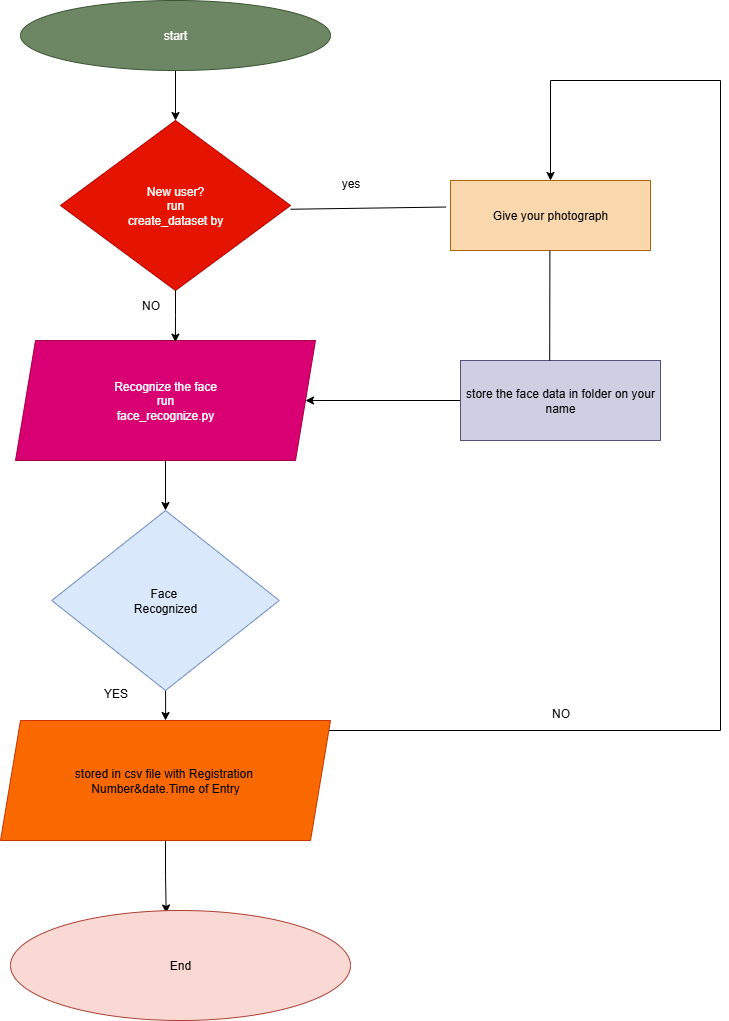 start
New user?
run
create_dataset by
yes
Give your photograph
NO
Recognize the face
run
face_recognize.py
store the face data in folder on your
name
Face
Recognized
YES
NO
stored in csv file with Registration
Number&date.Time of Entry
End